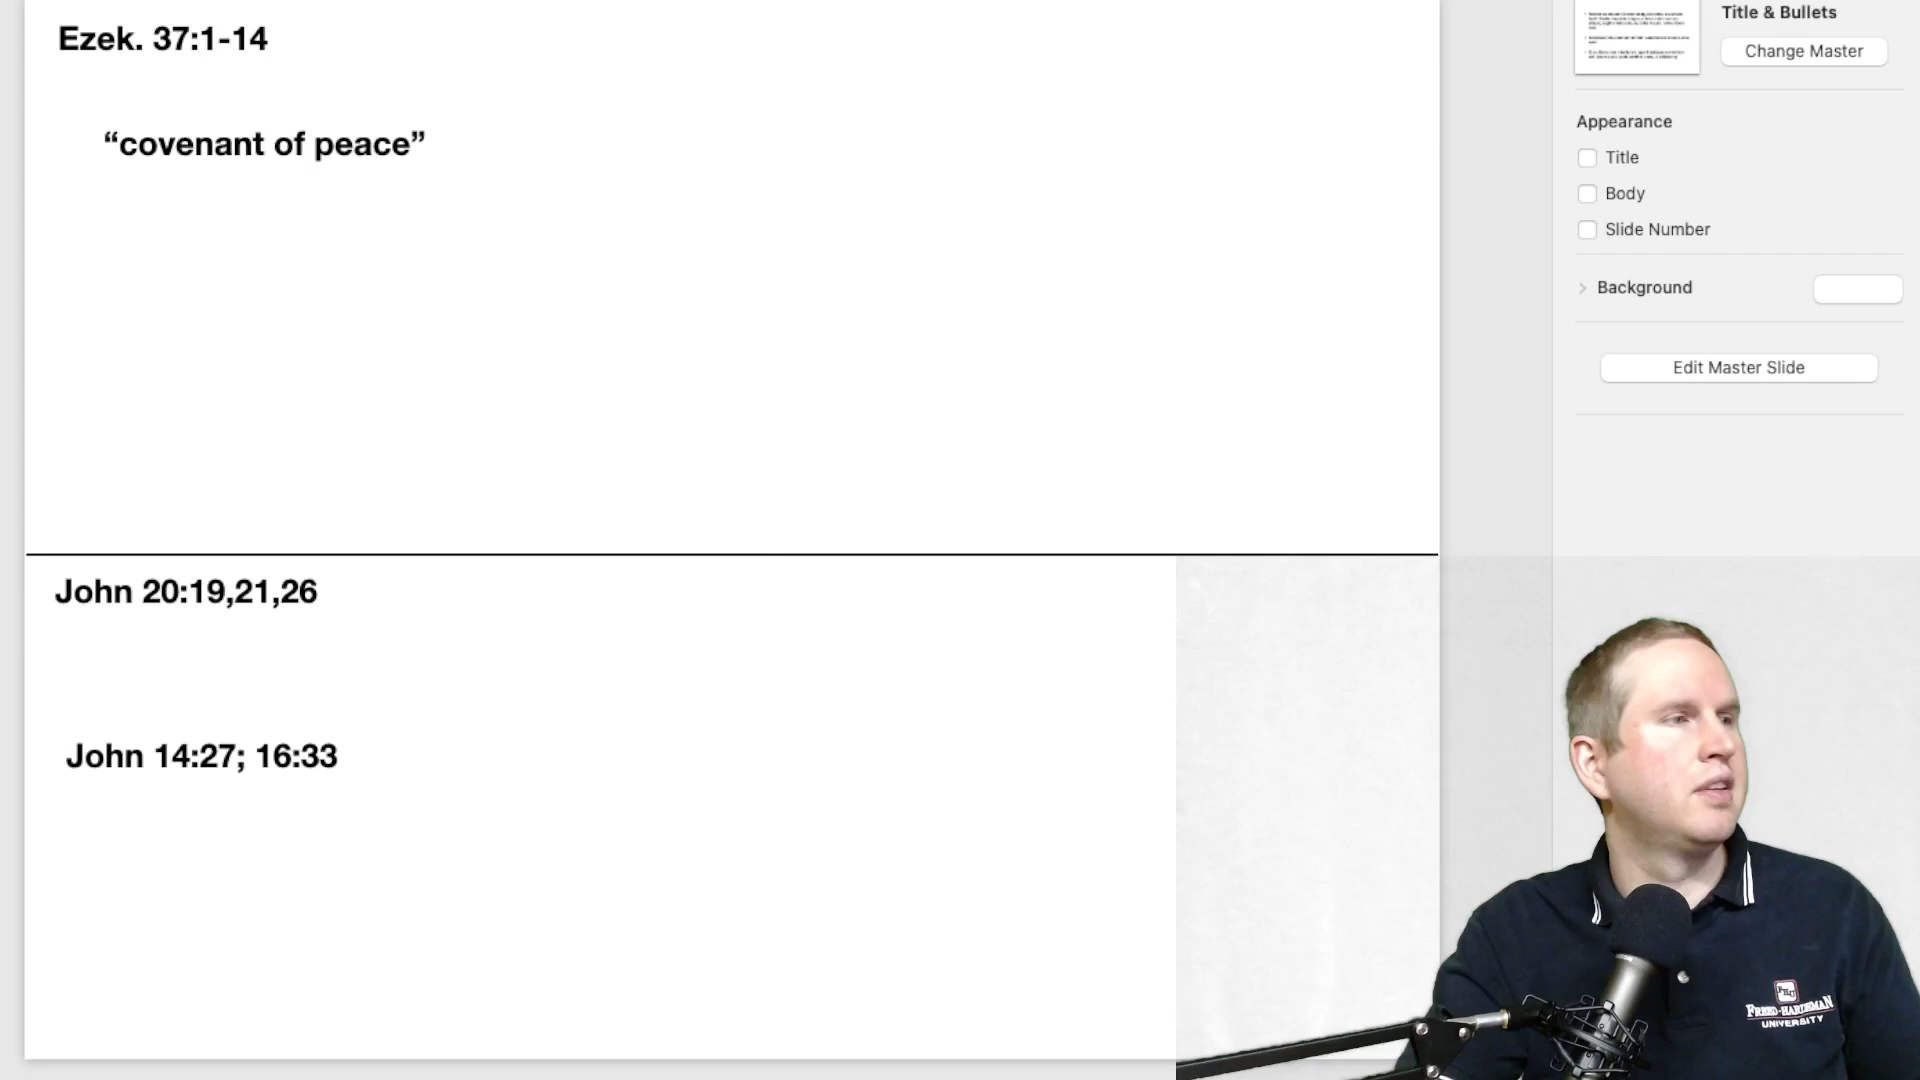 Ezek. 37:1-14
“covenant of peace”
John 20:19,21,26
John 14:27; 16:33
Title & Bullets
Change Master
Appearance
Title
Body
Slide Number
Background
Edit Master Slide
FHU
FREED-HARDEMAN
UNIVERSITY